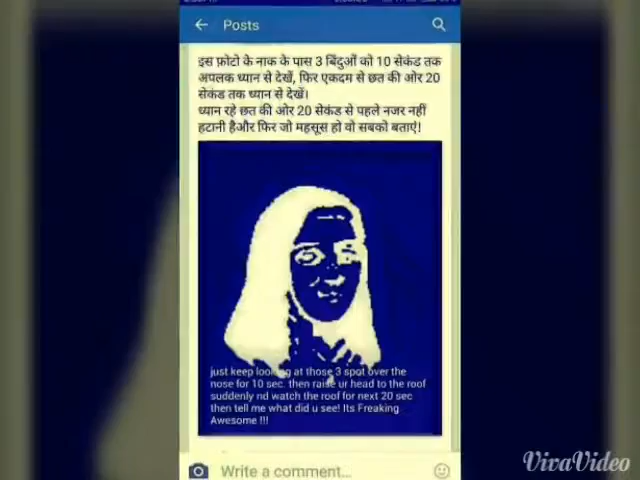 Posts
इस फ़ोटो के नाक के पास 3 बिंदुओं को 10 सेकंड तक
अपलक ध्यान से देखें, फिर एकदम से छत की ओर 20
सेकंड तक ध्यान से देखें।
ध्यान रहे छत की ओर 20 सेकंड से पहले नजर नहीं
हटानी हैऔर फिर जो महसूस हो वो सबको बताएं!
just keep looking at those 3 spot over the
nose for 10 sec. then raise ur head to the roof
suddenly nd watch the roof for next 20 sec
then tell me what did u see! Its Freaking
Awesome !!!
Write a comment...
VivaVideo